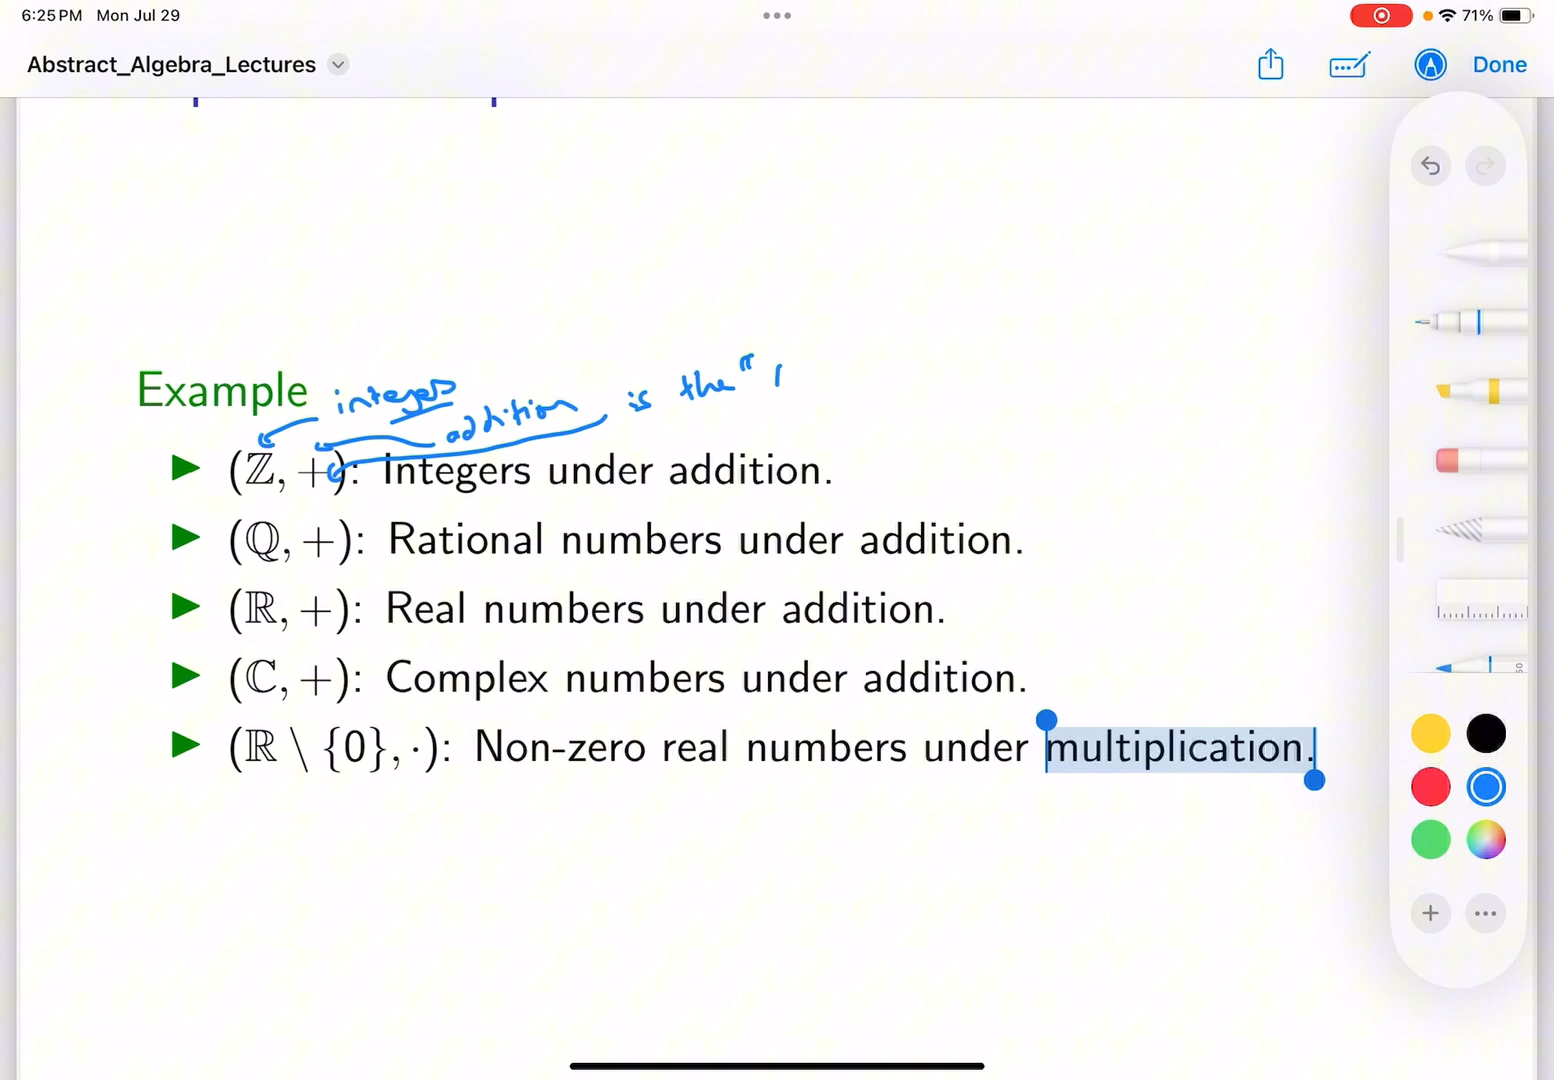 6:25 PM Mon Jul 29
71%
Abstract_Algebra_Lectures
Done
Example
integers
addition is the "
(ℤ, +): Integers under addition.
(ℚ, +): Rational numbers under addition.
(ℝ, +): Real numbers under addition.
(ℂ, +): Complex numbers under addition.
(ℝ \ {0}, ·): Non-zero real numbers under multiplication.
50